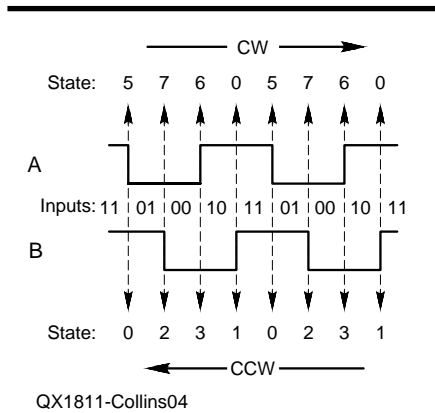 CW
State: 5 7 6 0 5 7 6 0
A
Inputs: 11 01 00 10 11 01 00 10 11
B
State: 0 2 3 1 0 2 3 1
CCW
QX1811-Collins04